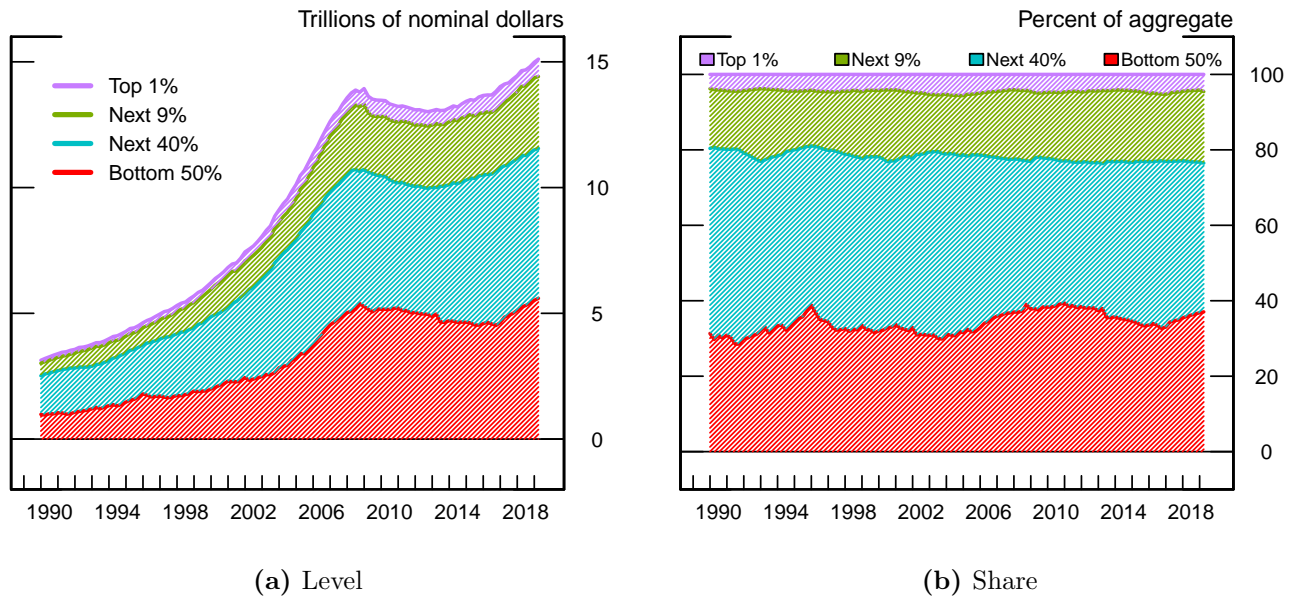 Trillions of nominal dollars
Top 1%
Next 9%
Next 40%
Bottom 50%
15
10
5
0
1990 1994 1998 2002 2006 2010 2014 2018
(a) Level
Percent of aggregate
Top 1% Next 9% Next 40% Bottom 50%
100
80
60
40
20
0
1990 1994 1998 2002 2006 2010 2014 2018
(b) Share